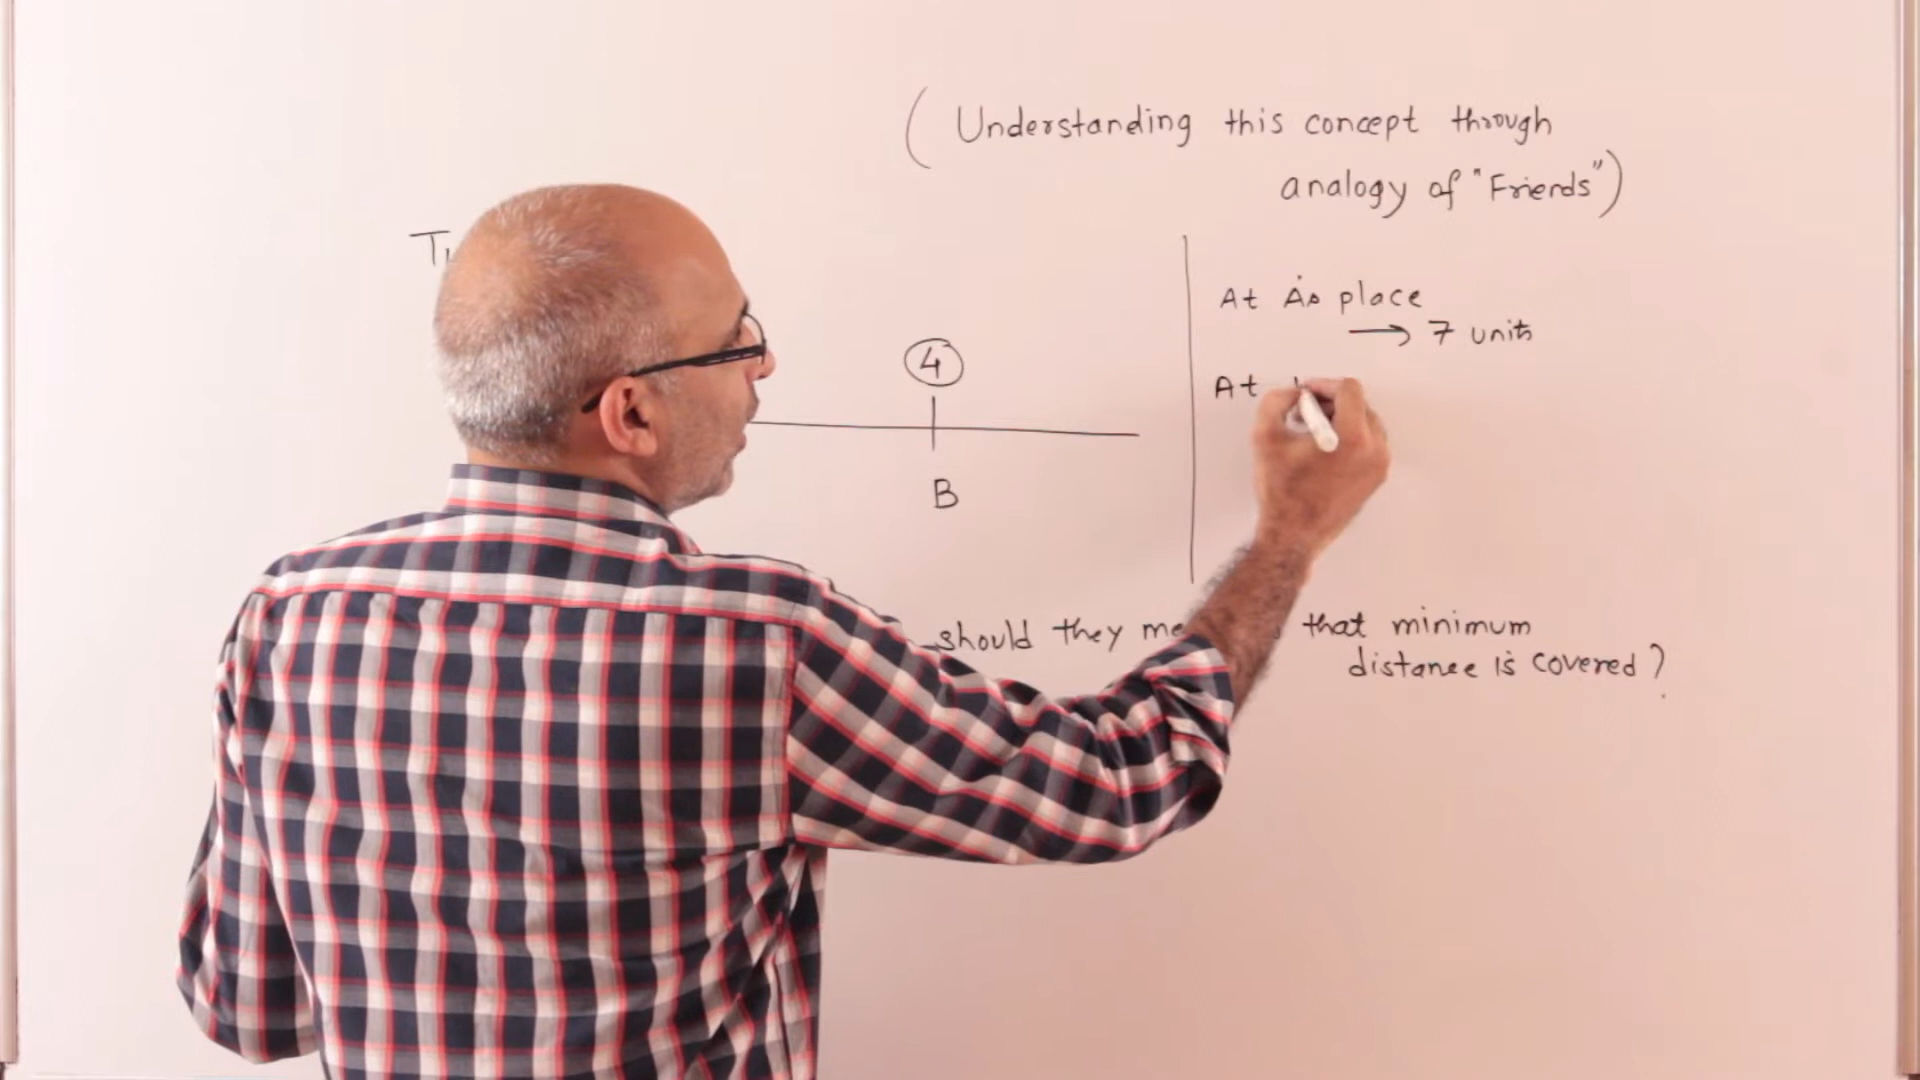 (Understanding this concept through
analogy of "Friends")
At A's place
→ 7 units
4
At
B
should they that minimum
distance is covered?